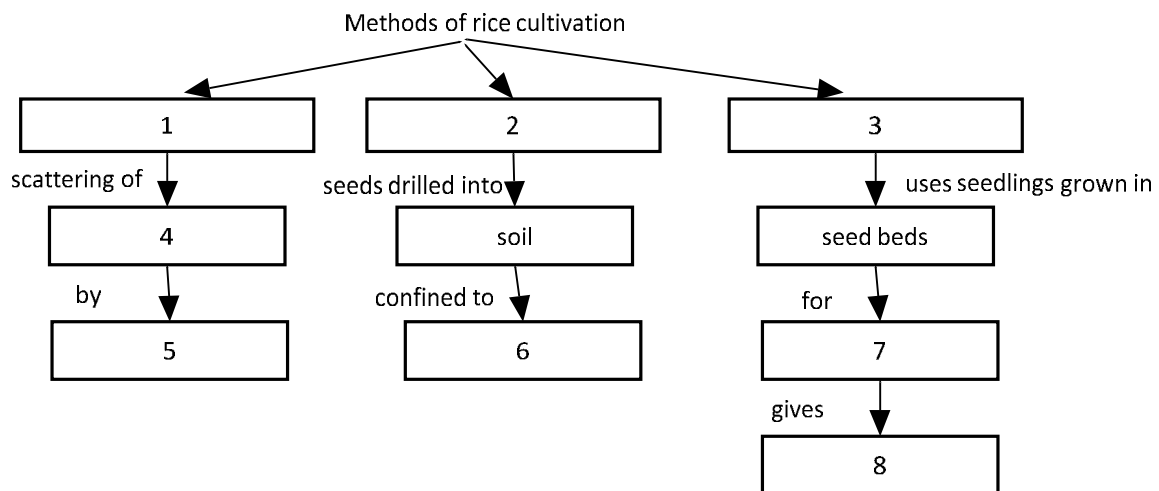 Methods of rice cultivation
1
2
3
scattering of
seeds drilled into
uses seedlings grown in
4
soil
seed beds
by
confined to
for
5
6
7
gives
8